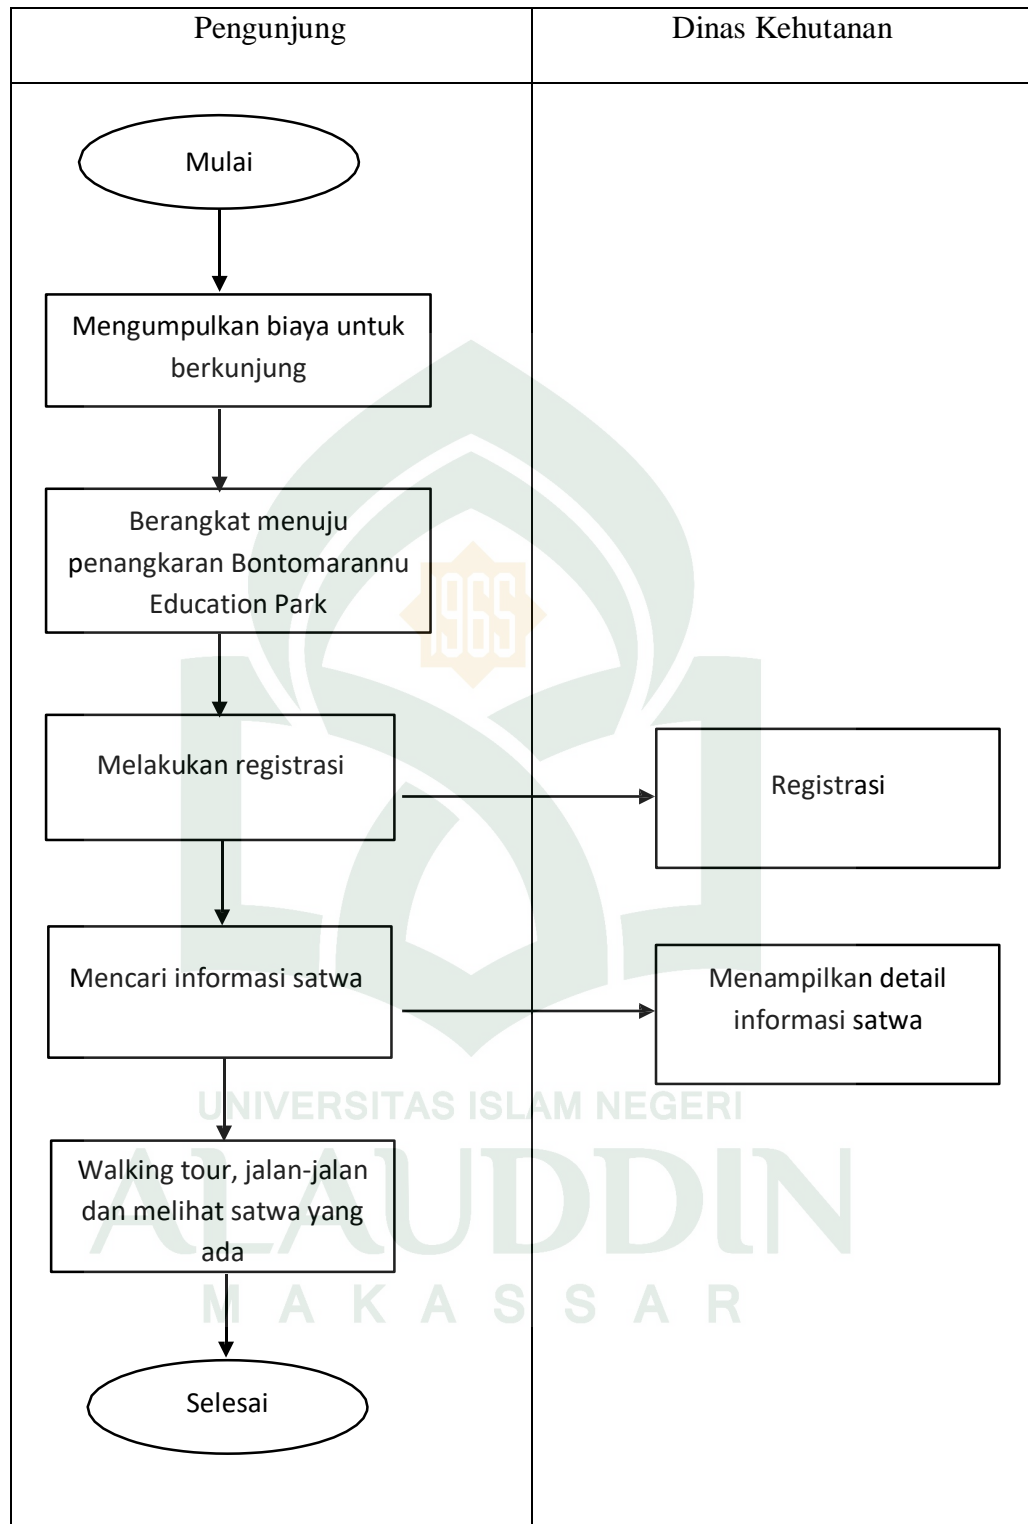 Pengunjung
Dinas Kehutanan
Mulai
Mengumpulkan biaya untuk
berkunjung
Berangkat menuju
penangkaran Bontomarannu
Education Park
1965
Melakukan registrasi
Registrasi
Mencari informasi satwa
Menampilkan detail
informasi satwa
UNIVERSITAS ISLAM NEGERI
ALAUDDIN
MAKASSAR
Walking tour, jalan-jalan
dan melihat satwa yang
ada
Selesai